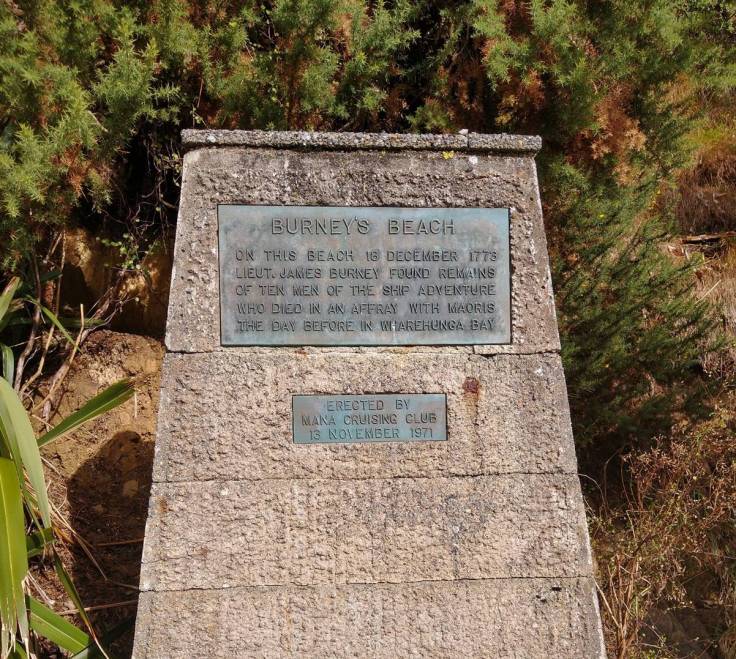 BURNEY'S BEACH
ON THIS BEACH 16 DECEMBER 1773
LIEUT. JAMES BURNEY FOUND REMAINS
OF TEN MEN OF THE SHIP ADVENTURE
WHO DIED IN AN AFFRAY WITH MAORIS
THE DAY BEFORE IN WHAREHUNGA BAY
ERECTED BY
MANA CRUISING CLUB
13 NOVEMBER 1971